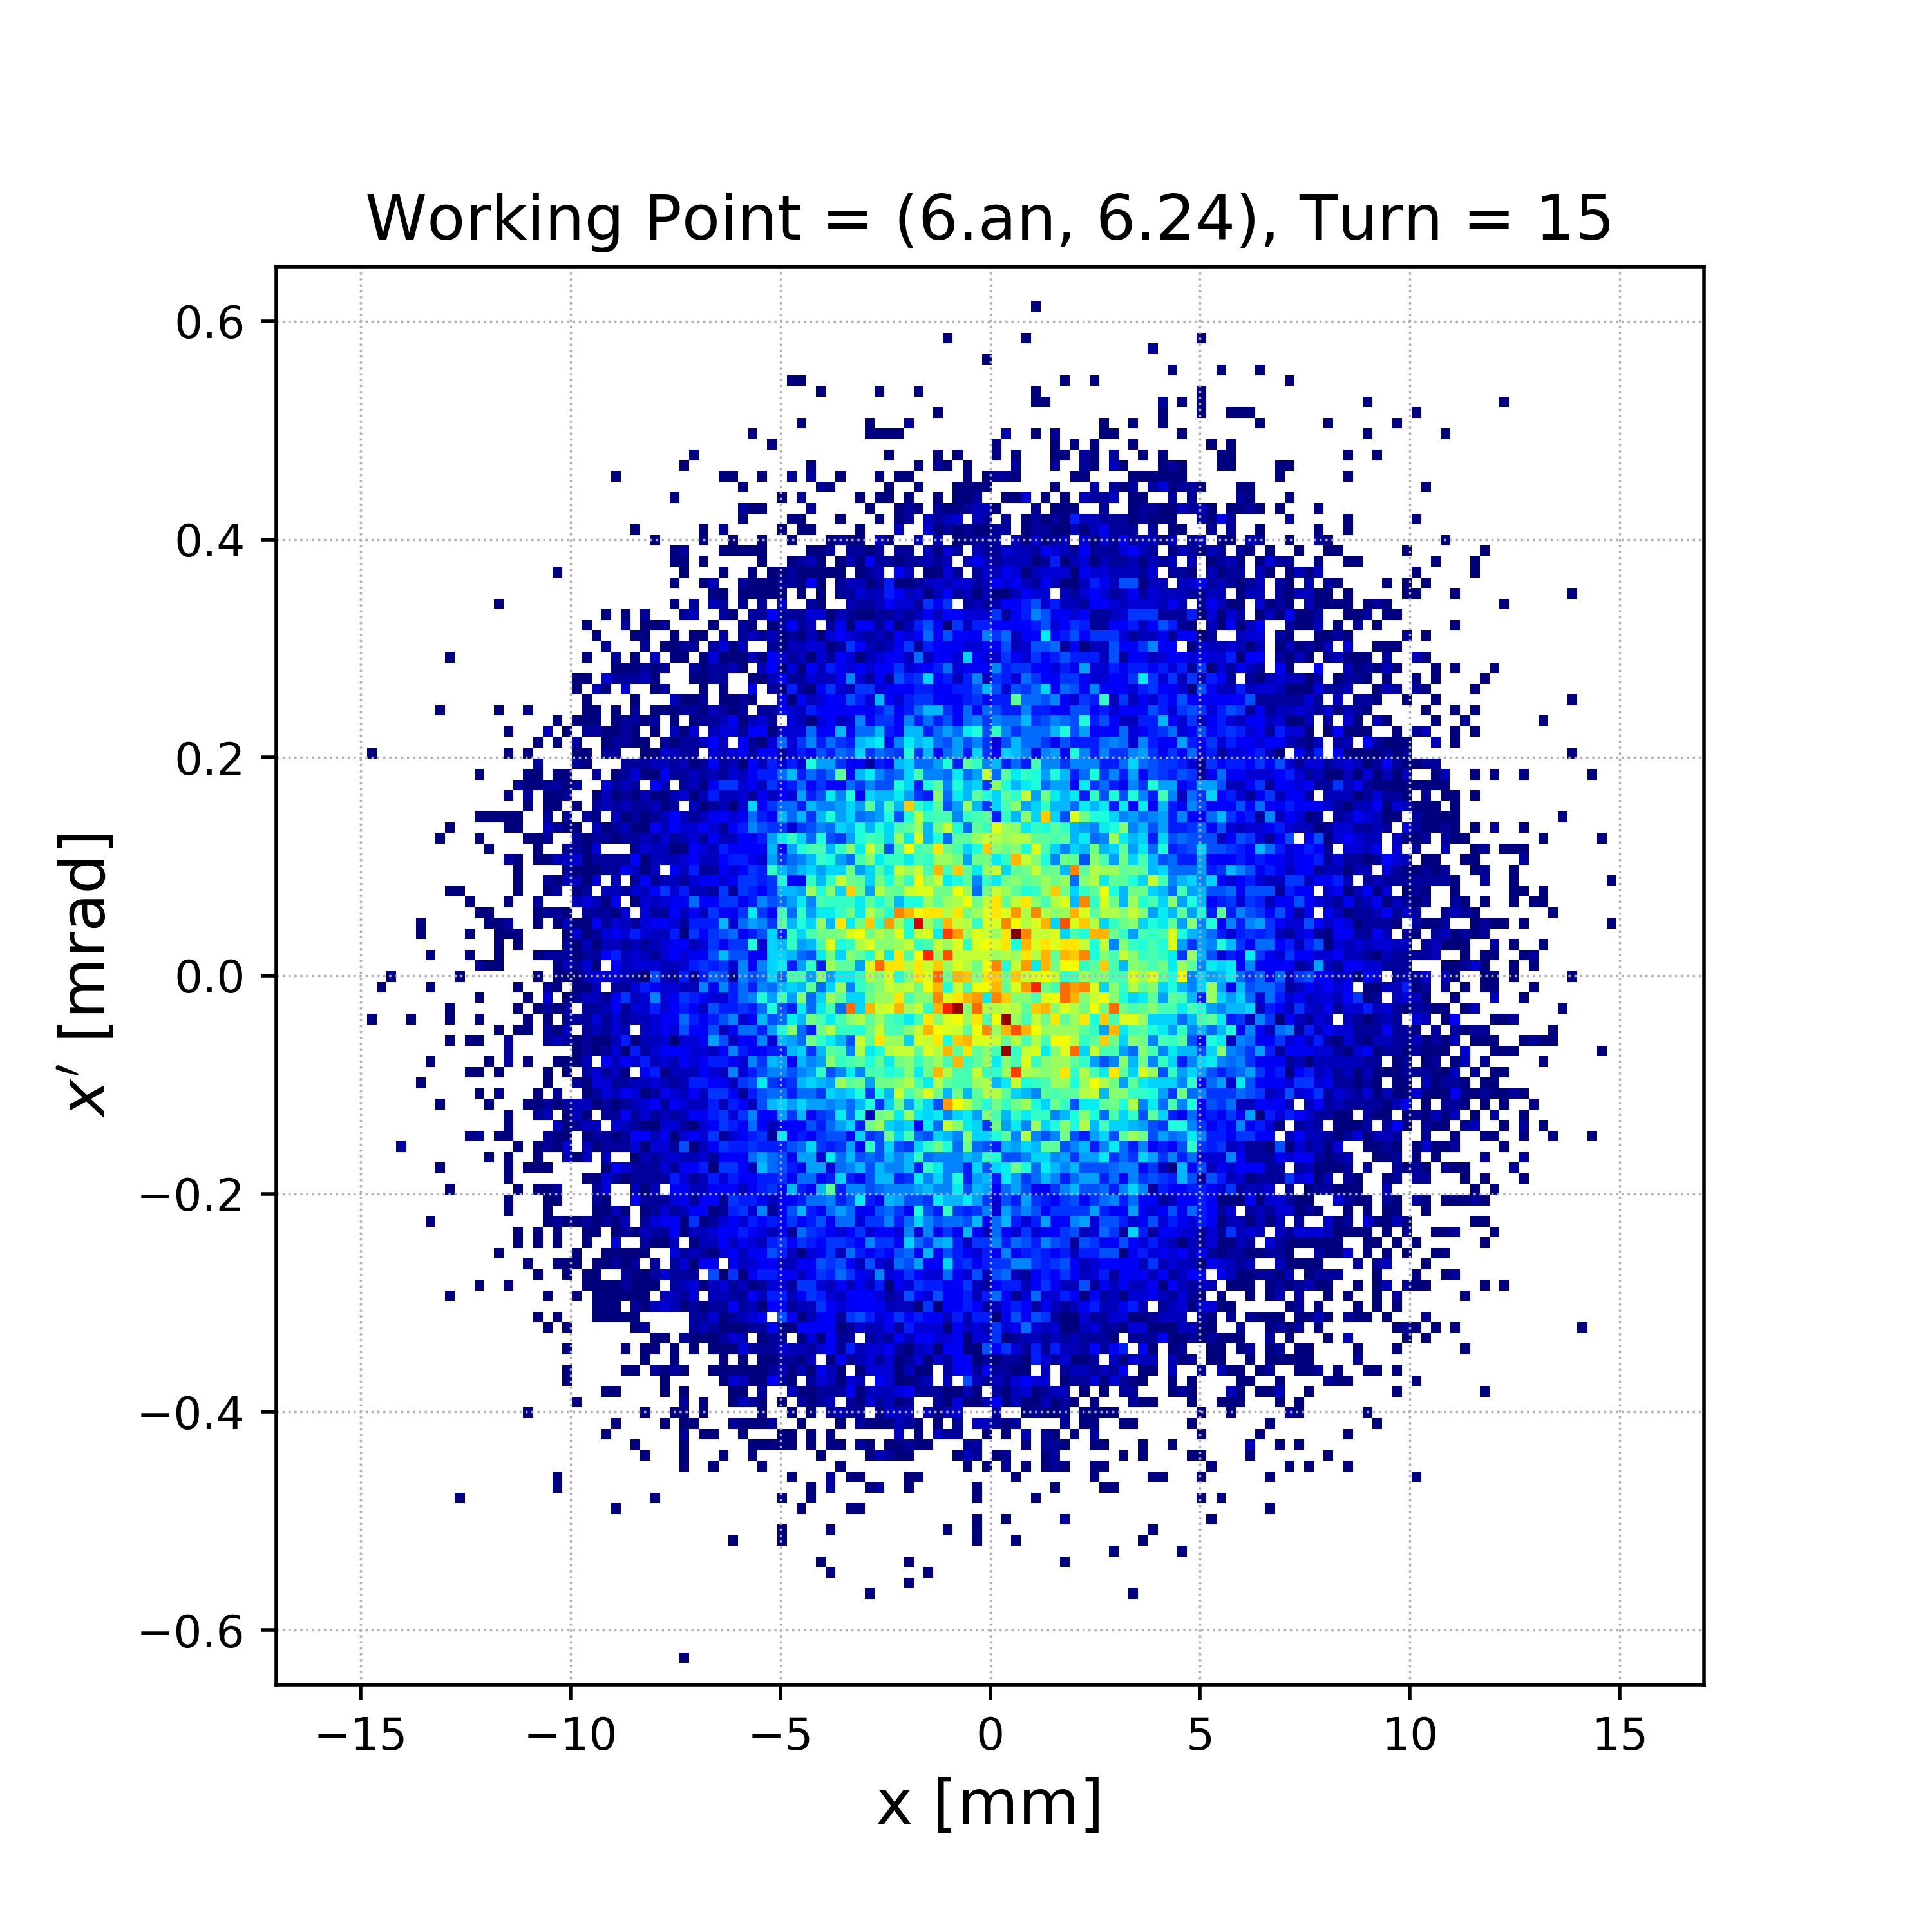 Working Point = (6.an, 6.24), Turn = 15
0.6
0.4
0.2
0.0
−0.2
−0.4
−0.6
x′ [mrad]
−15 −10 −5 0 5 10 15
x [mm]